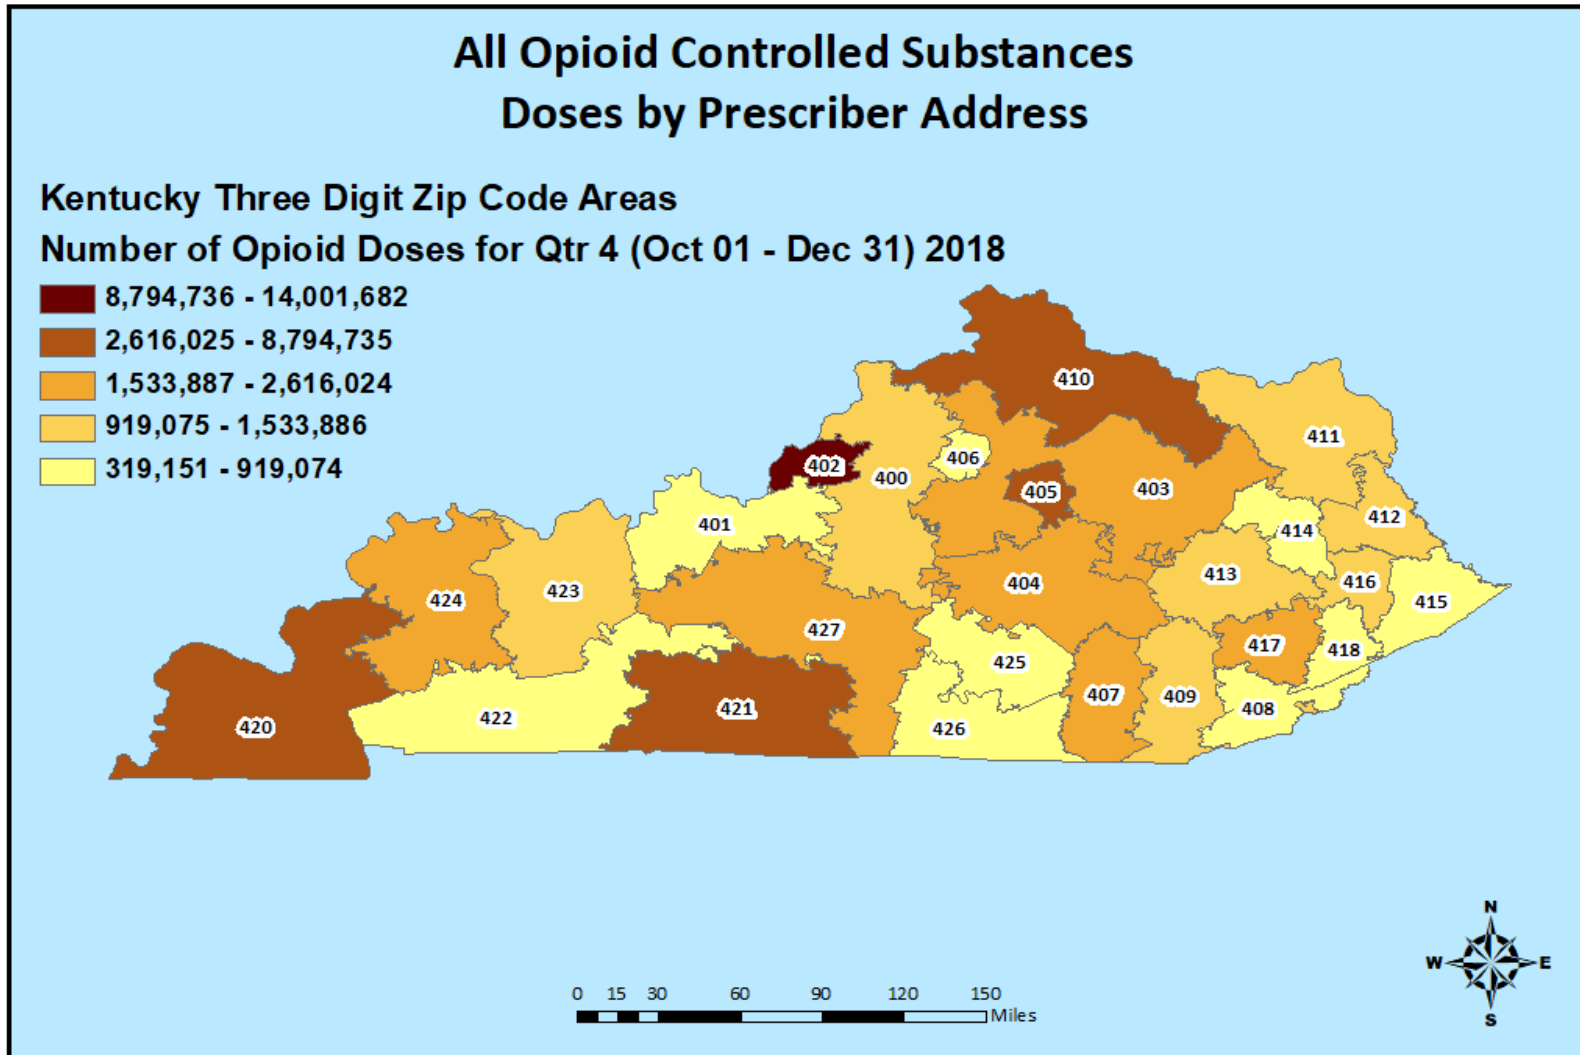 All Opioid Controlled Substances
Doses by Prescriber Address
Kentucky Three Digit Zip Code Areas
Number of Opioid Doses for Qtr 4 (Oct 01 - Dec 31) 2018
8,794,736 - 14,001,682
2,616,025 - 8,794,735
1,533,887 - 2,616,024
919,075 - 1,533,886
319,151 - 919,074
410
411
402
406
400
405
403
401
412
414
404
413
416
424
423
415
427
417
418
425
407
409
408
420
422
421
426
N
W E
S
0 15 30 60 90 120 150
Miles